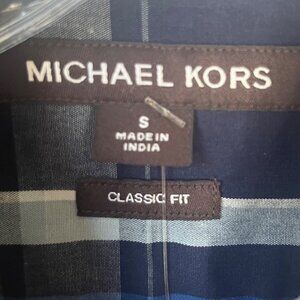 MICHAEL KORS
S
MADE IN
INDIA
CLASSIC FIT